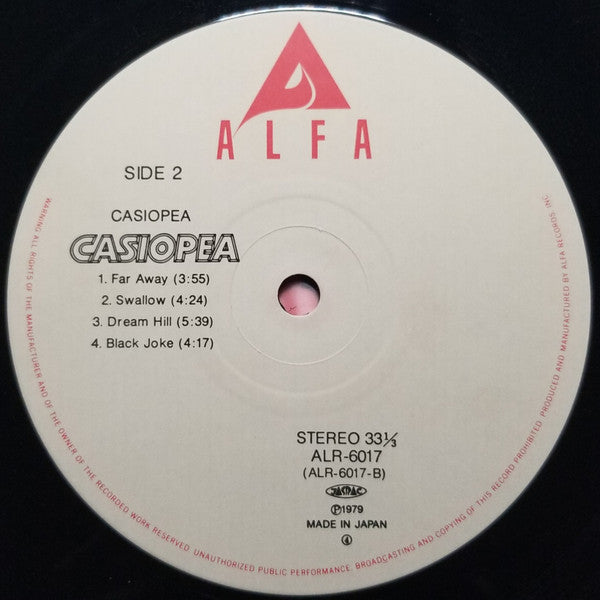 ALFA
SIDE 2
CASIOPEA
CASIOPEA
1. Far Away (3:55)
2. Swallow (4:24)
3. Dream Hill (5:39)
4. Black Joke (4:17)
STEREO 33⅓
ALR-6017
(ALR-6017-B)
JASRAC
Ⓟ1979
MADE IN JAPAN
④
WARNING: ALL RIGHTS OF THE MANUFACTURER AND OF THE OWNER OF THE RECORDED WORK RESERVED. UNAUTHORIZED PUBLIC PERFORMANCE, BROADCASTING AND COPYING OF THIS RECORD PROHIBITED. PRODUCED AND MANUFACTURED BY ALFA RECORDS, INC.